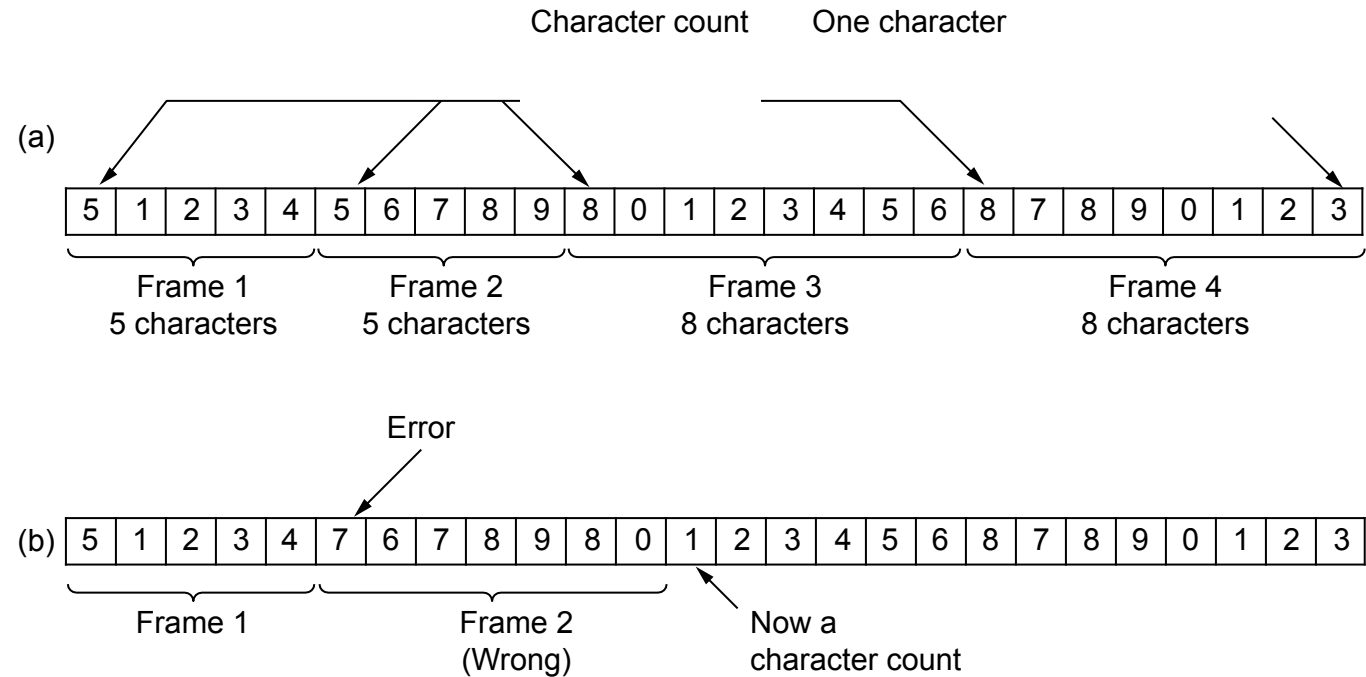 Character count One character
(a)
5 1 2 3 4 5 6 7 8 9 8 0 1 2 3 4 5 6 8 7 8 9 0 1 2 3
Frame 1 Frame 2 Frame 3 Frame 4
5 characters 5 characters 8 characters 8 characters
Error
(b) 5 1 2 3 4 7 6 7 8 9 8 0 1 2 3 4 5 6 8 7 8 9 0 1 2 3
Frame 1 Frame 2 Now a
(Wrong) character count